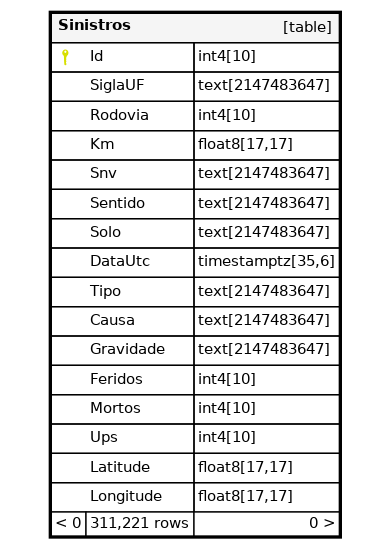 Sinistros [table]
Id int4[10]
SiglaUF text[2147483647]
Rodovia int4[10]
Km float8[17,17]
Snv text[2147483647]
Sentido text[2147483647]
Solo text[2147483647]
DataUtc timestamptz[35,6]
Tipo text[2147483647]
Causa text[2147483647]
Gravidade text[2147483647]
Feridos int4[10]
Mortos int4[10]
Ups int4[10]
Latitude float8[17,17]
Longitude float8[17,17]
< 0 311,221 rows 0 >